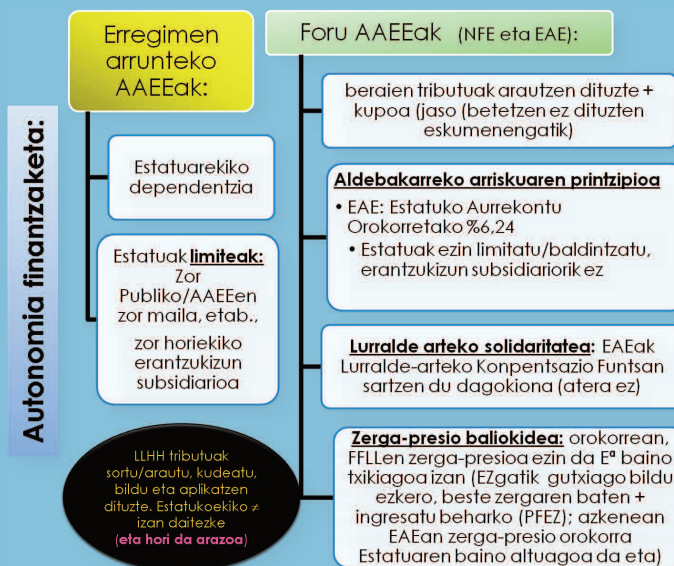 Autonomia finantzaketa:
Erregimen
arrunteko
AAEEak:
Estatuarekiko
dependentzia
Estatuak limiteak:
Zor
Publiko/AAEEen
zor maila, etab.,
zor horiekiko
erantzukizun
subsidiarioa
LLHH tributuak
sortu/arautu, kudeatu,
bildu eta aplikatzen
dituzte. Estatukoekiko ≠
izan daitezke
(eta hori da arazoa)
Foru AAEEak (NFE eta EAE):
beraien tributuak arautzen dituzte +
kupoa (jaso (betetzen ez dituzten
eskumenengatik)
Aldebakarreko arriskuaren printzipioa
• EAE: Estatuko Aurrekontu
Orokorretako %6,24
• Estatuak ezin limitatu/baldintzatu,
erantzukizun subsidiariorik ez
Lurralde arteko solidaritatea: EAEak
Lurralde-arteko Konpentsazio Funtsan
sartzen du dagokiona (atera ez)
Zerga-presio baliokidea: orokorrean,
FFLLen zerga-presioa ezin da Eª baino
txikiagoa izan (EZgatik gutxiago bildu
ezkero, beste zergaren baten +
ingresatu beharko (PFEZ); azkenean
EAEan zerga-presio orokorra
Estatuaren baino altuagoa da eta)